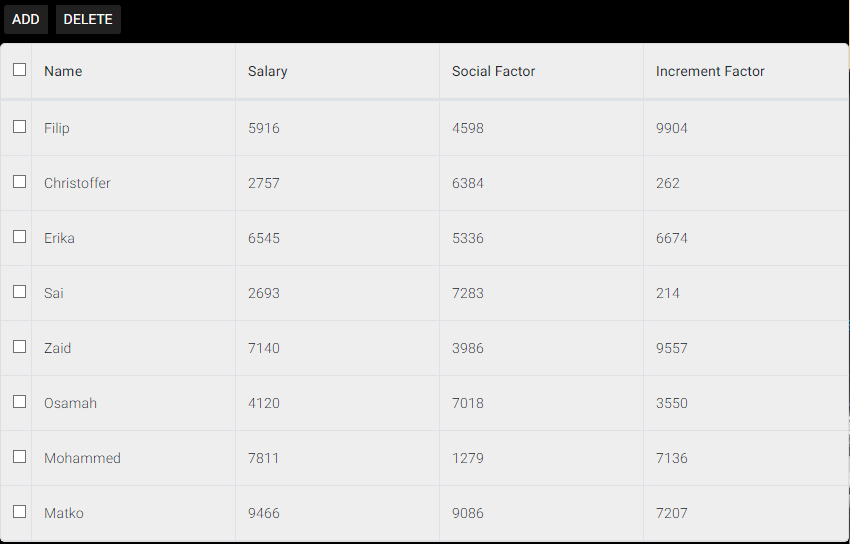 ADD DELETE
Name Salary Social Factor Increment Factor
Filip 5916 4598 9904
Christoffer 2757 6384 262
Erika 6545 5336 6674
Sai 2693 7283 214
Zaid 7140 3986 9557
Osamah 4120 7018 3550
Mohammed 7811 1279 7136
Matko 9466 9086 7207